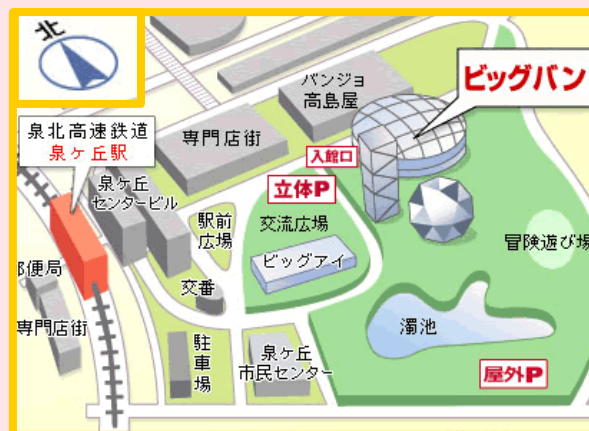 北
泉北高速鉄道
泉ケ丘駅
専門店街
パンジョ
高島屋
ビッグバン
入館口
立体P
泉ケ丘
センタービル
駅前
広場
交流広場
ビッグアイ
冒険遊び場
郵便局
専門店街
交番
駐車場
泉ケ丘
市民センター
濁池
屋外P